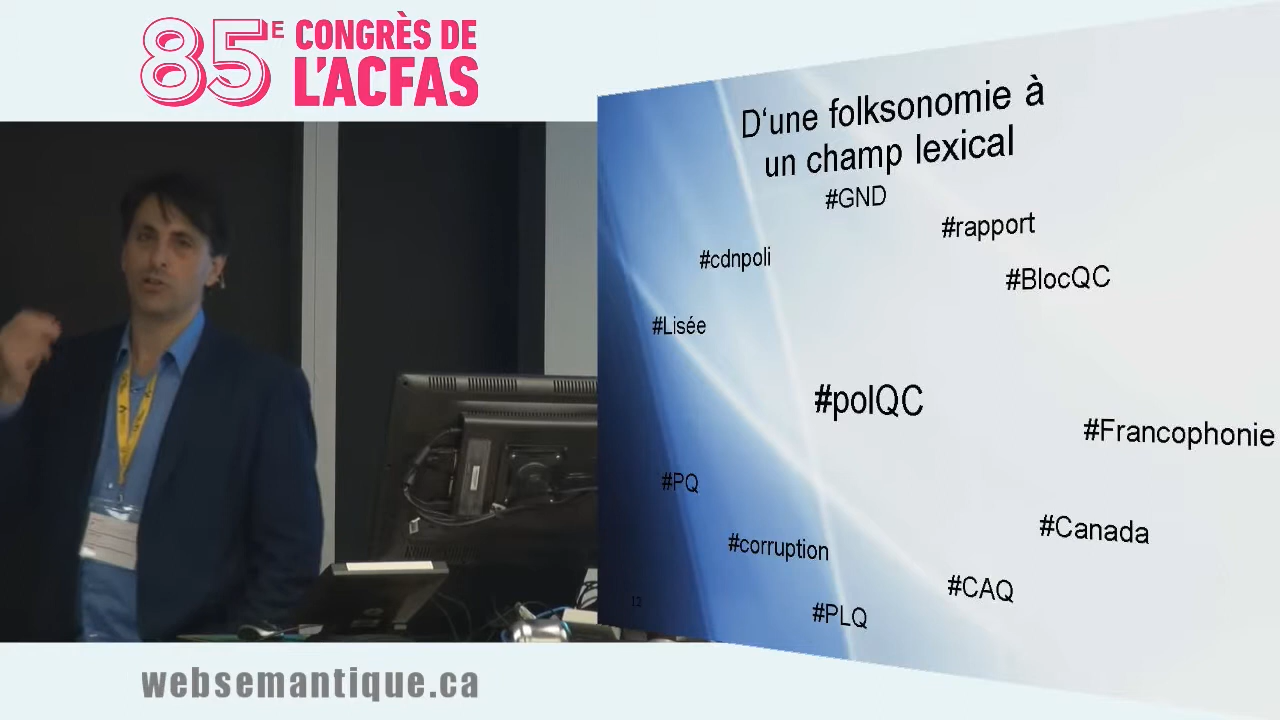 85E CONGRÈS DE
L'ACFAS
D‘une folksonomie à
un champ lexical
#GND
#rapport
#cdnpoli
#BlocQC
#Lisée
#polQC
#Francophonie
#PQ
#Canada
#corruption
#CAQ
12
#PLQ
websemantique.ca